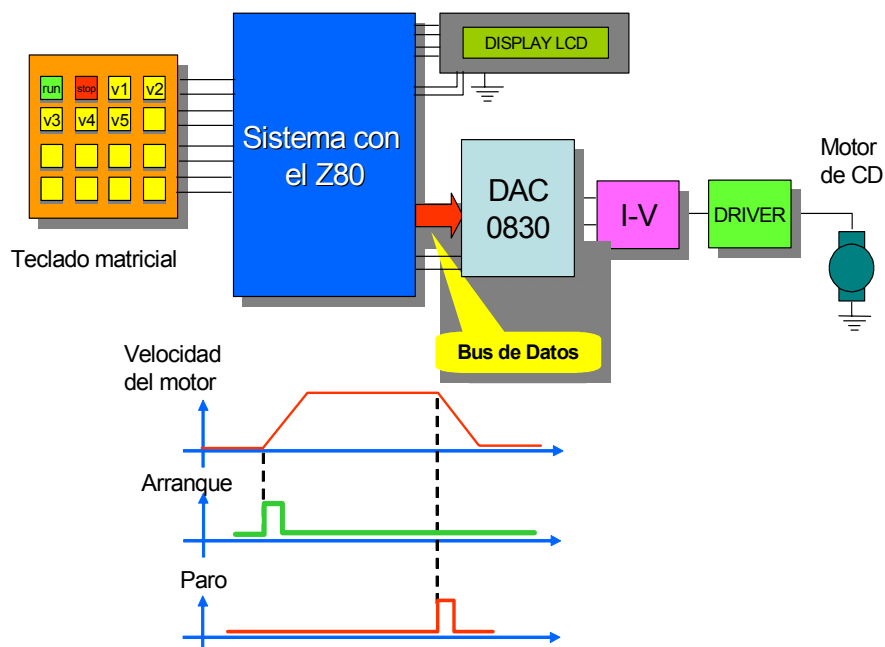 DISPLAY LCD
run stop v1 v2
v3 v4 v5
Sistema con
el Z80
DAC
0830
I-V
DRIVER
Motor
de CD
Teclado matricial
Bus de Datos
Velocidad
del motor
Arranque
Paro